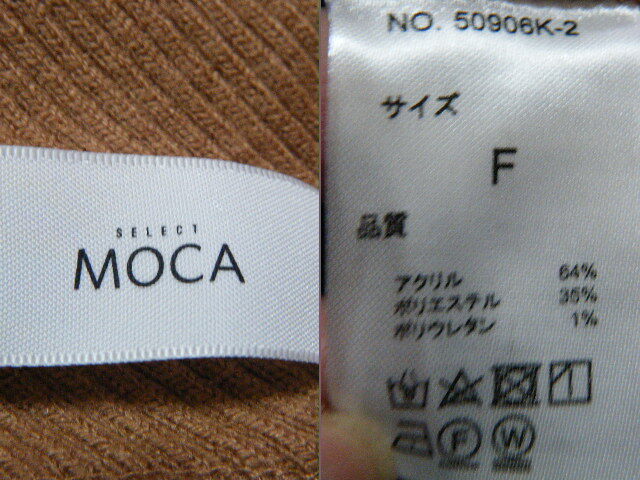 SELECT
MOCA
NO. 50906K-2
サイズ
F
品質
アクリル 64%
ポリエステル 35%
ポリウレタン 1%
F W